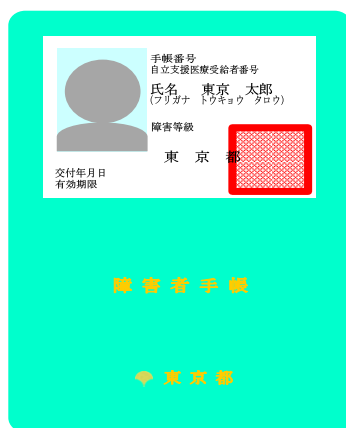 手帳番号
自立支援医療受給者番号
氏名　東京　太郎
(フリガナ　トウキョウ　タロウ)
障害等級
東　京　都
交付年月日
有効期限
障害者手帳
東京都